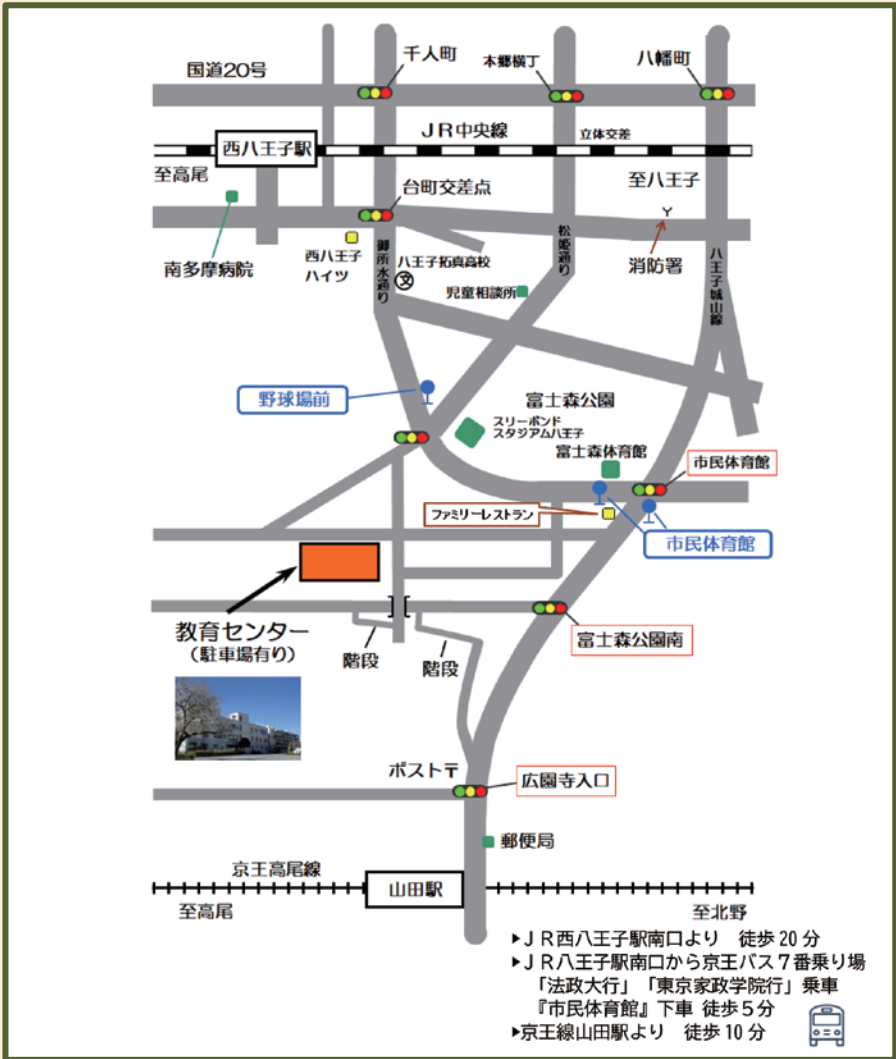 千人町
本郷横丁
八幡町
国道20号
JR中央線
立体交差
西八王子駅
至高尾
至八王子
台町交差点
南多摩病院
西八王子
ハイツ
御所水通り
八王子拓真高校
文
児童相談所
松姫通り
消防署
八王子城山線
野球場前
富士森公園
スリーボンド
スタジアム八王子
富士森体育館
市民体育館
ファミリーレストラン
市民体育館
教育センター
(駐車場有り)
階段
階段
富士森公園南
ポスト〒
広園寺入口
郵便局
京王高尾線
山田駅
至高尾
至北野
▶JR西八王子駅南口より 徒歩20分
▶JR八王子駅南口から京王バス7番乗り場
「法政大行」「東京家政学院行」乗車
『市民体育館』下車 徒歩5分
▶京王線山田駅より 徒歩10分